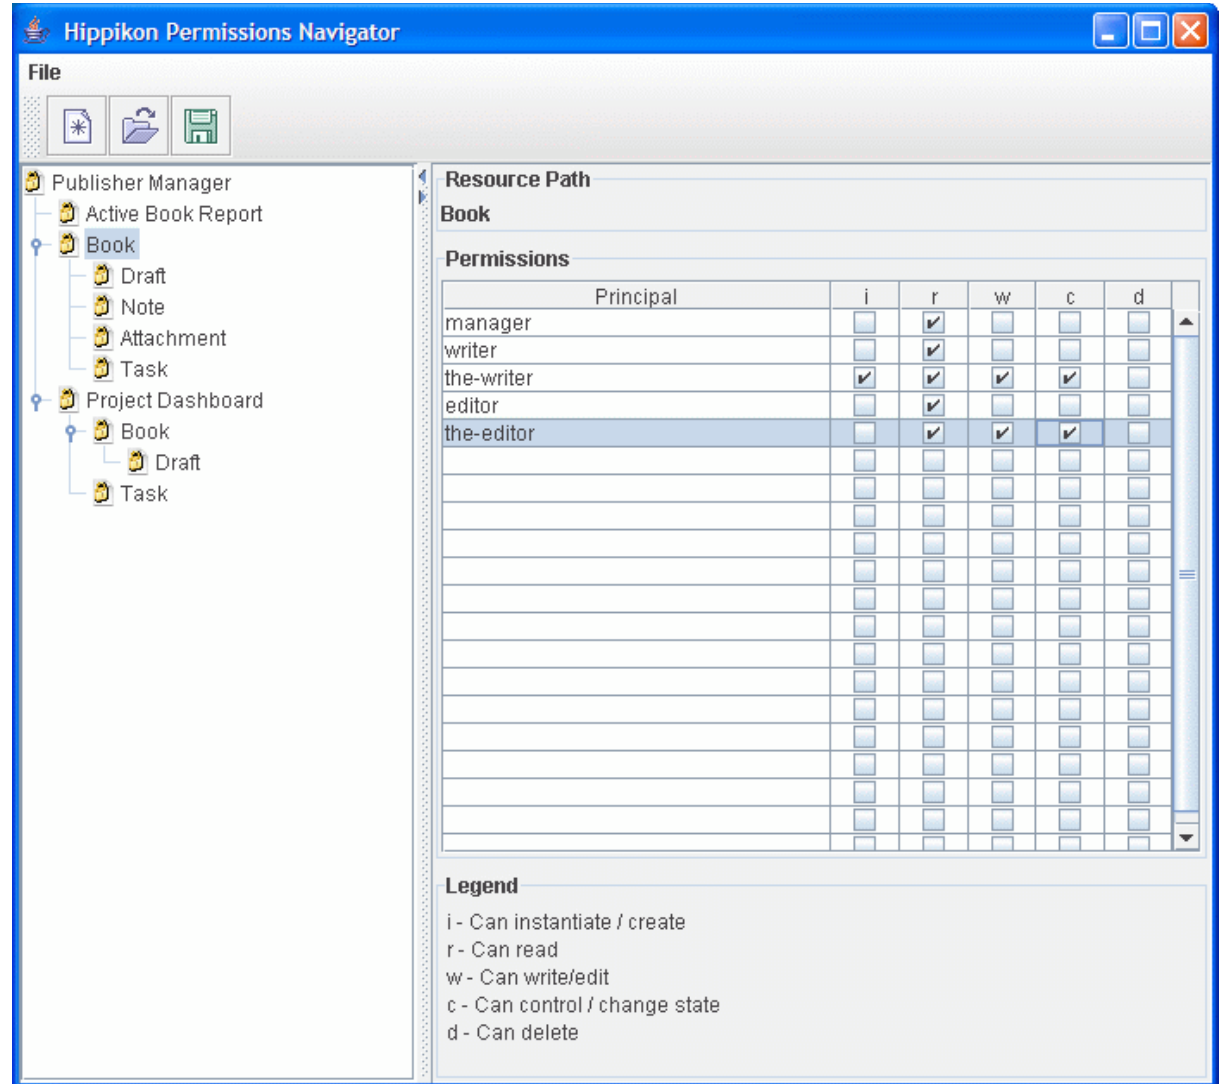 Hippikon Permissions Navigator
File
Publisher Manager
Active Book Report
Book
Draft
Note
Attachment
Task
Project Dashboard
Book
Draft
Task
Resource Path
Book
Permissions
Principal i r w c d
manager
writer
the-writer
editor
the-editor
Legend
i - Can instantiate / create
r - Can read
w - Can write/edit
c - Can control / change state
d - Can delete